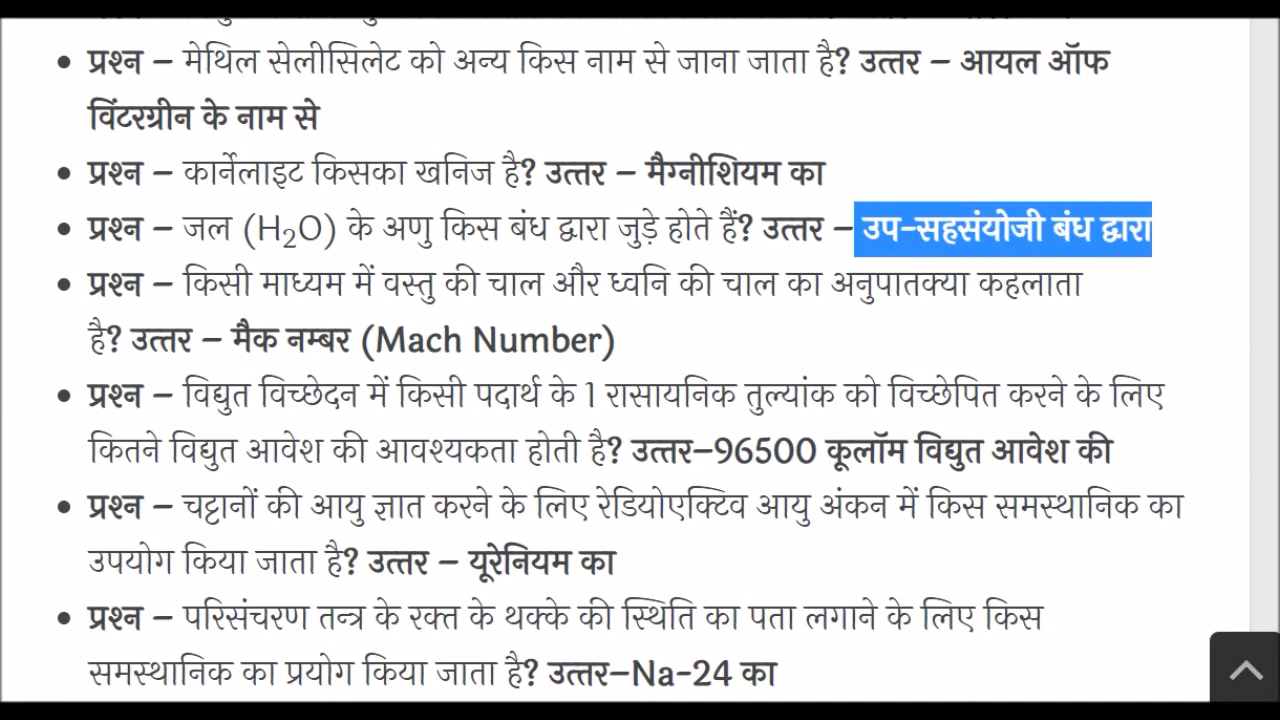 • प्रश्न – मेथिल सेलीसिलेट को अन्य किस नाम से जाना जाता है? उत्तर – आयल ऑफ
विंटरग्रीन के नाम से
• प्रश्न – कार्नेलाइट किसका खनिज है? उत्तर – मैग्नीशियम का
• प्रश्न – जल (H₂O) के अणु किस बंध द्वारा जुड़े होते हैं? उत्तर – उप-सहसंयोजी बंध द्वारा
• प्रश्न – किसी माध्यम में वस्तु की चाल और ध्वनि की चाल का अनुपातक्या कहलाता
है? उत्तर – मैक नम्बर (Mach Number)
• प्रश्न – विद्युत विच्छेदन में किसी पदार्थ के 1 रासायनिक तुल्यांक को विच्छेपित करने के लिए
कितने विद्युत आवेश की आवश्यकता होती है? उत्तर–96500 कूलॉम विद्युत आवेश की
• प्रश्न – चट्टानों की आयु ज्ञात करने के लिए रेडियोएक्टिव आयु अंकन में किस समस्थानिक का
उपयोग किया जाता है? उत्तर – यूरेनियम का
• प्रश्न – परिसंचरण तन्त्र के रक्त के थक्के की स्थिति का पता लगाने के लिए किस
समस्थानिक का प्रयोग किया जाता है? उत्तर–Na-24 का